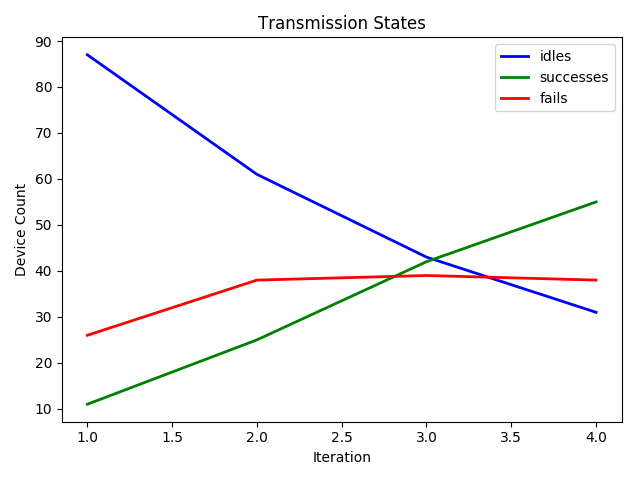 Transmission States
90
80
70
60
50
40
30
20
10
Device Count
idles
successes
fails
1.0 1.5 2.0 2.5 3.0 3.5 4.0
Iteration